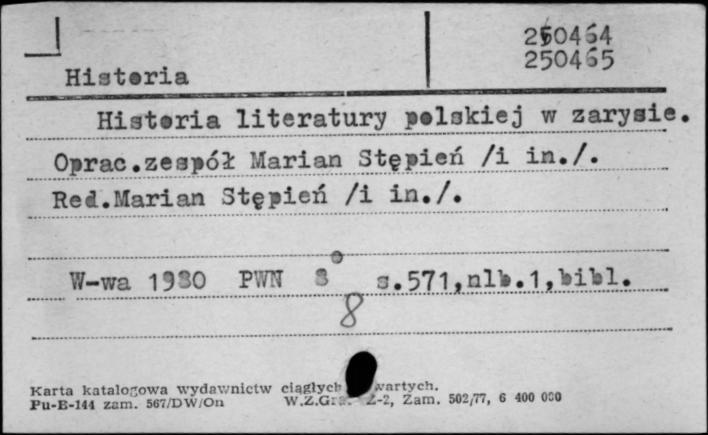 250464
250465
Historia
Historia literatury polskiej w zarysie.
Oprac.zespół Marian Stępień /i in./.
Red.Marian Stępień /i in./.
W-wa 1980 PWN 8° s.571,nlb.1,bibl.
8
Karta katalogowa wydawnictw ciągłych wartych.
Pu-E-144 zam. 567/DW/On W.Z.Graf. Z-2, Zam. 502/77, 6 400 000